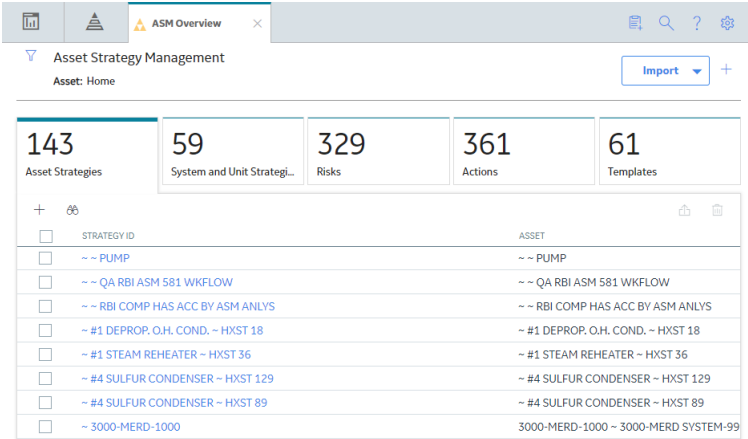 ASM Overview
Asset Strategy Management
Asset: Home
Import
143
Asset Strategies
59
System and Unit Strategi...
329
Risks
361
Actions
61
Templates
STRATEGY ID ASSET
~ ~ PUMP ~ ~ PUMP
~ ~ QA RBI ASM 581 WKFLOW ~ ~ QA RBI ASM 581 WKFLOW
~ ~ RBI COMP HAS ACC BY ASM ANLYS ~ ~ RBI COMP HAS ACC BY ASM ANLYS
~ #1 DEPROP. O.H. COND. ~ HXST 18 ~ #1 DEPROP. O.H. COND. ~ HXST 18
~ #1 STEAM REHEATER ~ HXST 36 ~ #1 STEAM REHEATER ~ HXST 36
~ #4 SULFUR CONDENSER ~ HXST 129 ~ #4 SULFUR CONDENSER ~ HXST 129
~ #4 SULFUR CONDENSER ~ HXST 89 ~ #4 SULFUR CONDENSER ~ HXST 89
~ 3000-MERD-1000 3000-MERD-1000 ~ 3000-MERD SYSTEM-99